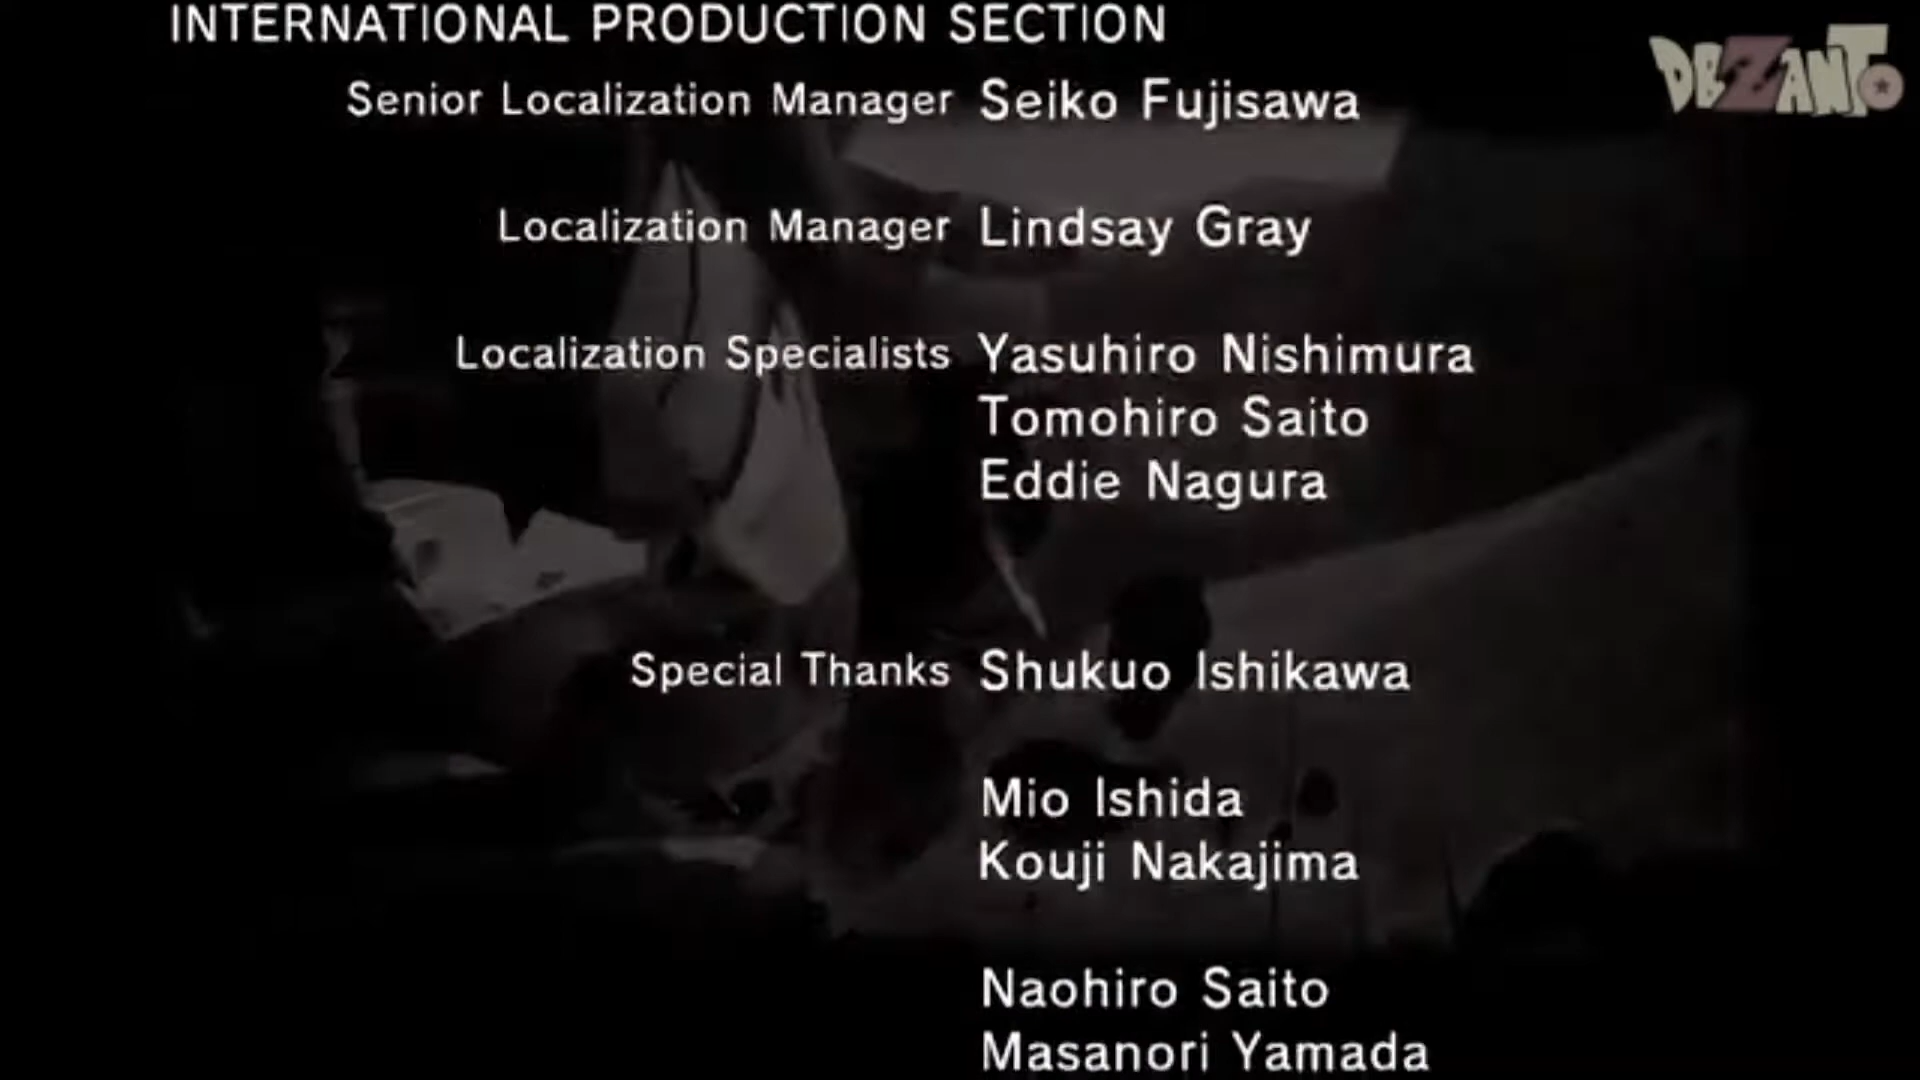 INTERNATIONAL PRODUCTION SECTION
DBZANTO
Senior Localization Manager Seiko Fujisawa
Localization Manager Lindsay Gray
Localization Specialists Yasuhiro Nishimura
Tomohiro Saito
Eddie Nagura
Special Thanks Shukuo Ishikawa
Mio Ishida
Kouji Nakajima
Naohiro Saito
Masanori Yamada